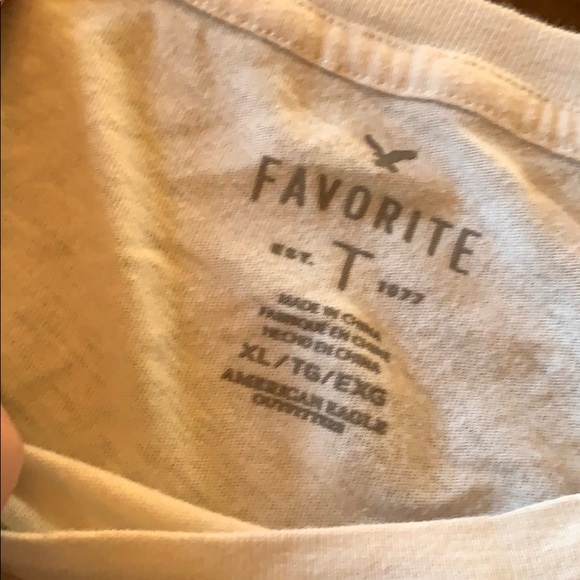 FAVORITE
EST. T 1977
MADE IN CHINA
FABRIQUÉ EN CHINE
HECHO EN CHINA
XL/TG/EXG
AMERICAN EAGLE
OUTFITTERS